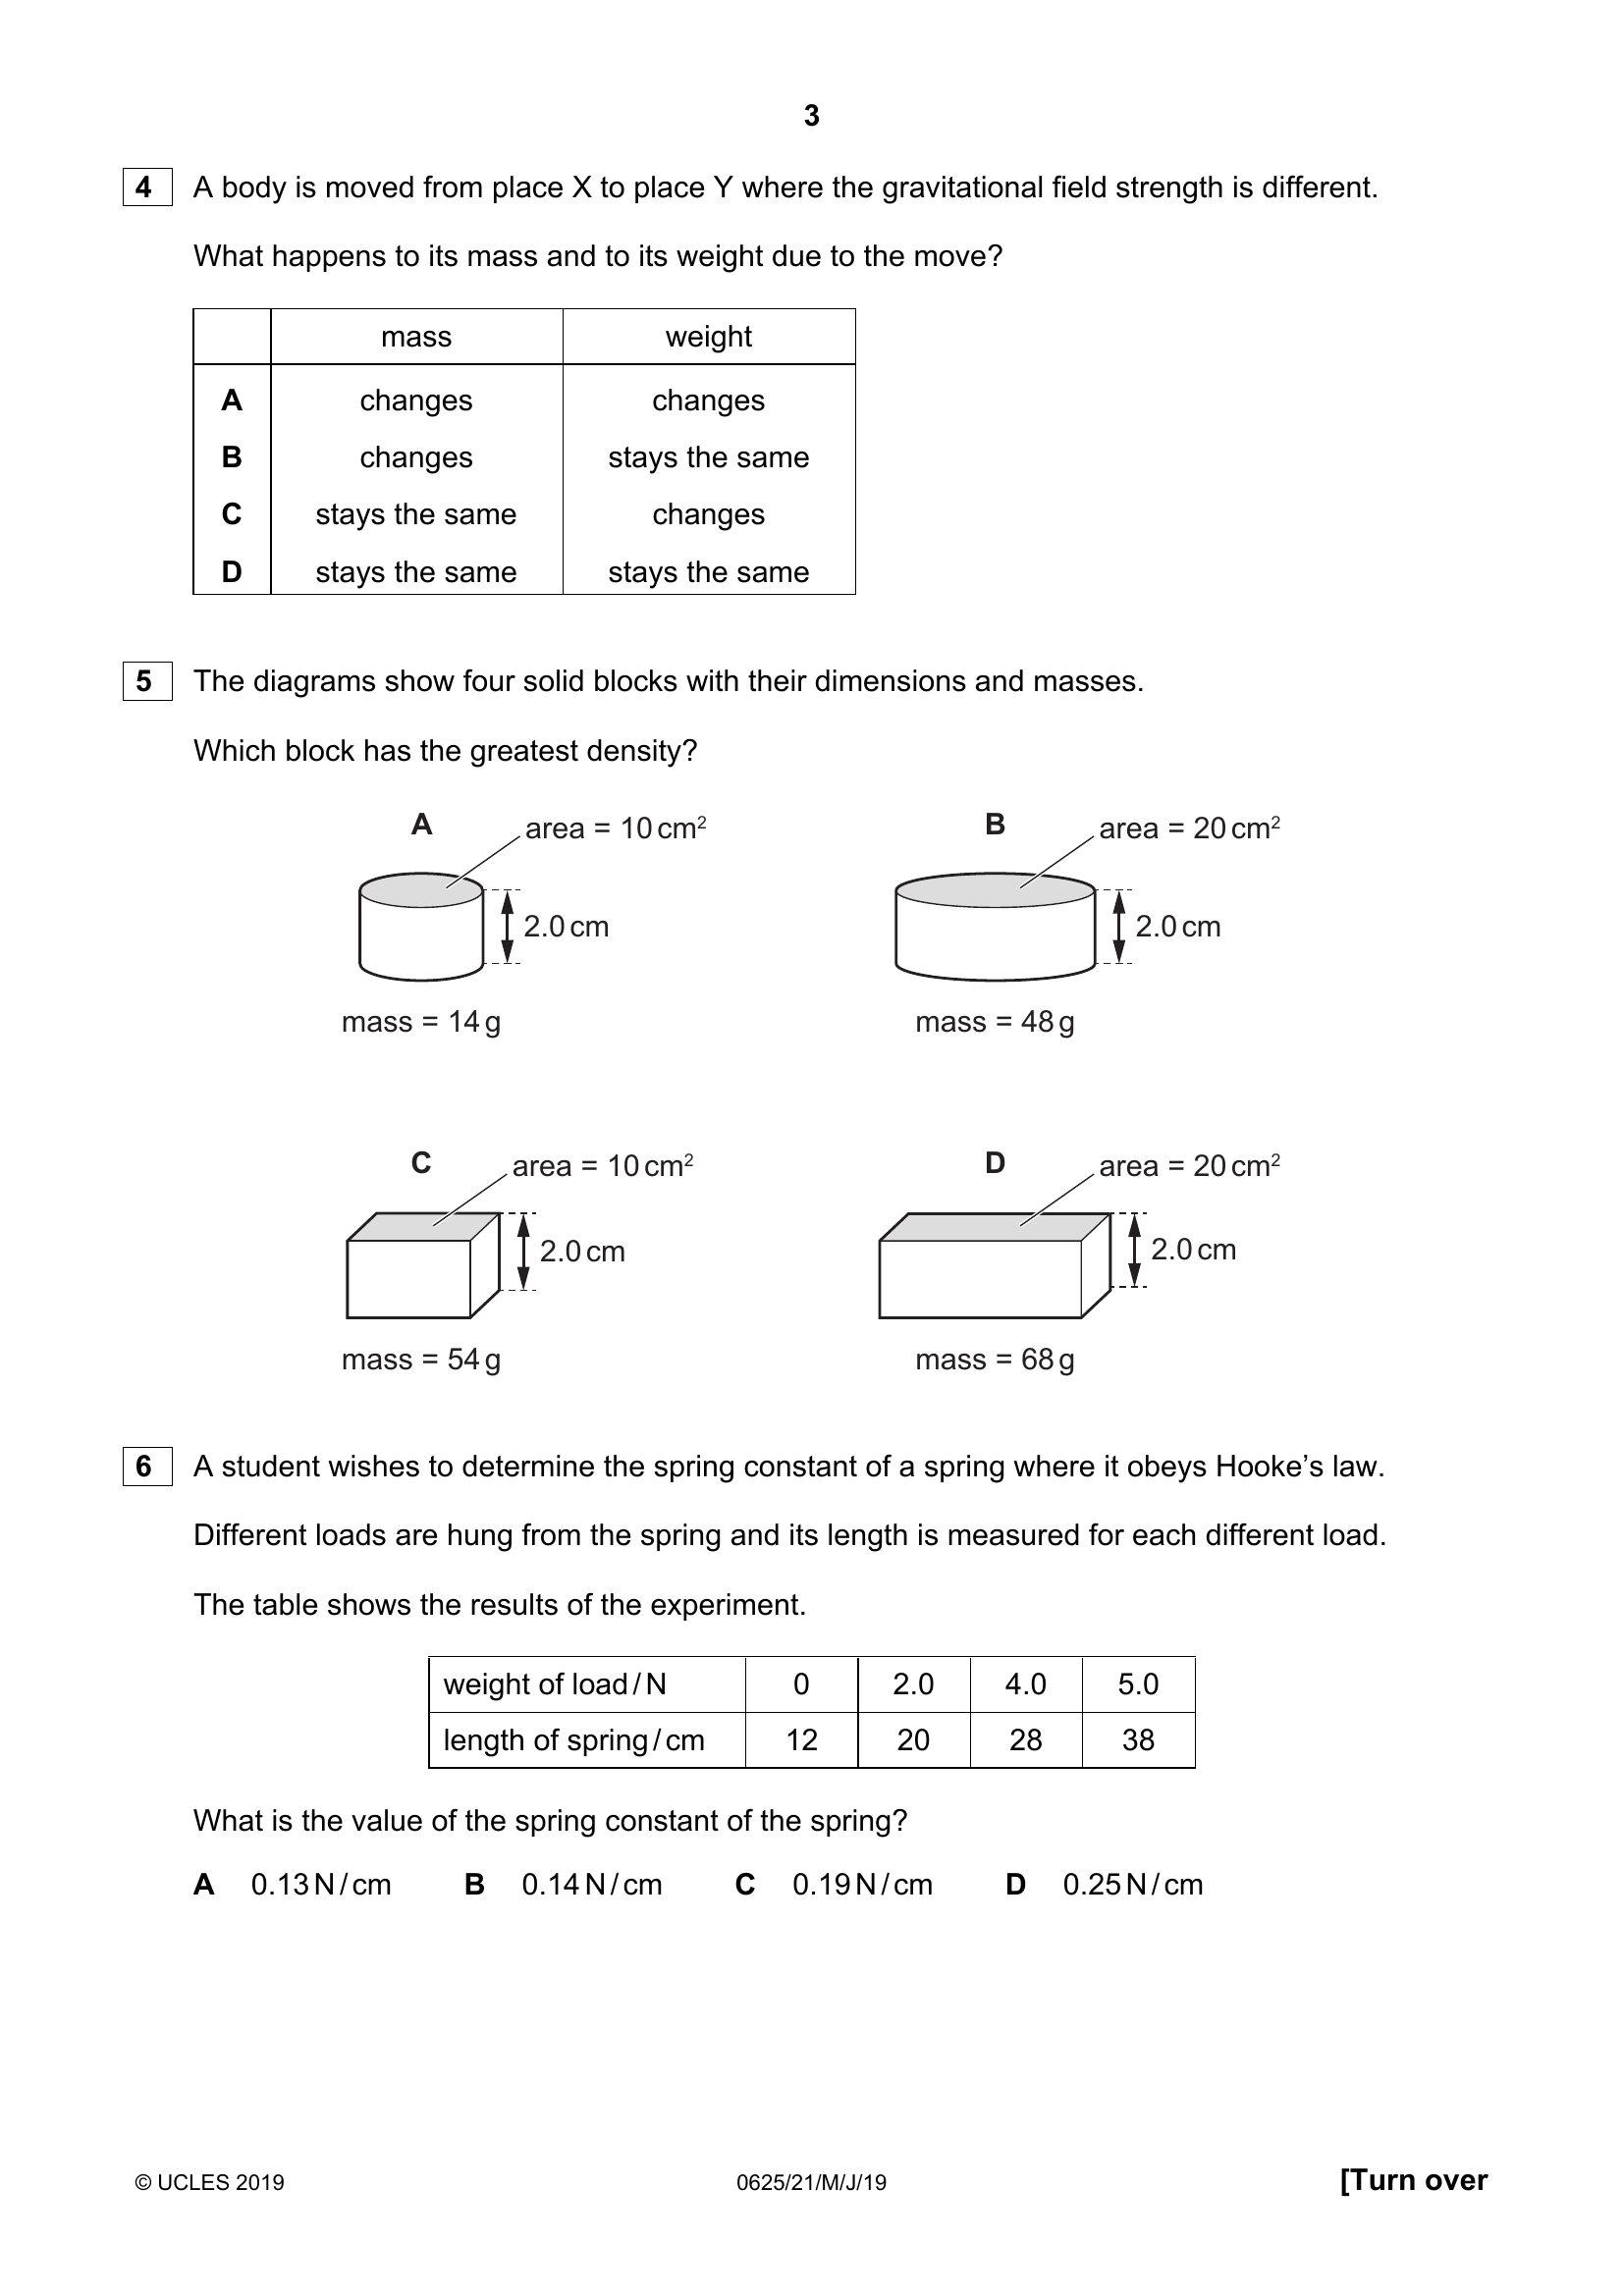 3
4 A body is moved from place X to place Y where the gravitational field strength is different.
What happens to its mass and to its weight due to the move?
mass weight
A changes changes
B changes stays the same
C stays the same changes
D stays the same stays the same
5 The diagrams show four solid blocks with their dimensions and masses.
Which block has the greatest density?
A area = 10 cm² B area = 20 cm²
2.0 cm 2.0 cm
mass = 14 g mass = 48 g
C area = 10 cm² D area = 20 cm²
2.0 cm 2.0 cm
mass = 54 g mass = 68 g
6 A student wishes to determine the spring constant of a spring where it obeys Hooke’s law.
Different loads are hung from the spring and its length is measured for each different load.
The table shows the results of the experiment.
weight of load / N 0 2.0 4.0 5.0
length of spring / cm 12 20 28 38
What is the value of the spring constant of the spring?
A 0.13 N / cm B 0.14 N / cm C 0.19 N / cm D 0.25 N / cm
© UCLES 2019 0625/21/M/J/19 [Turn over